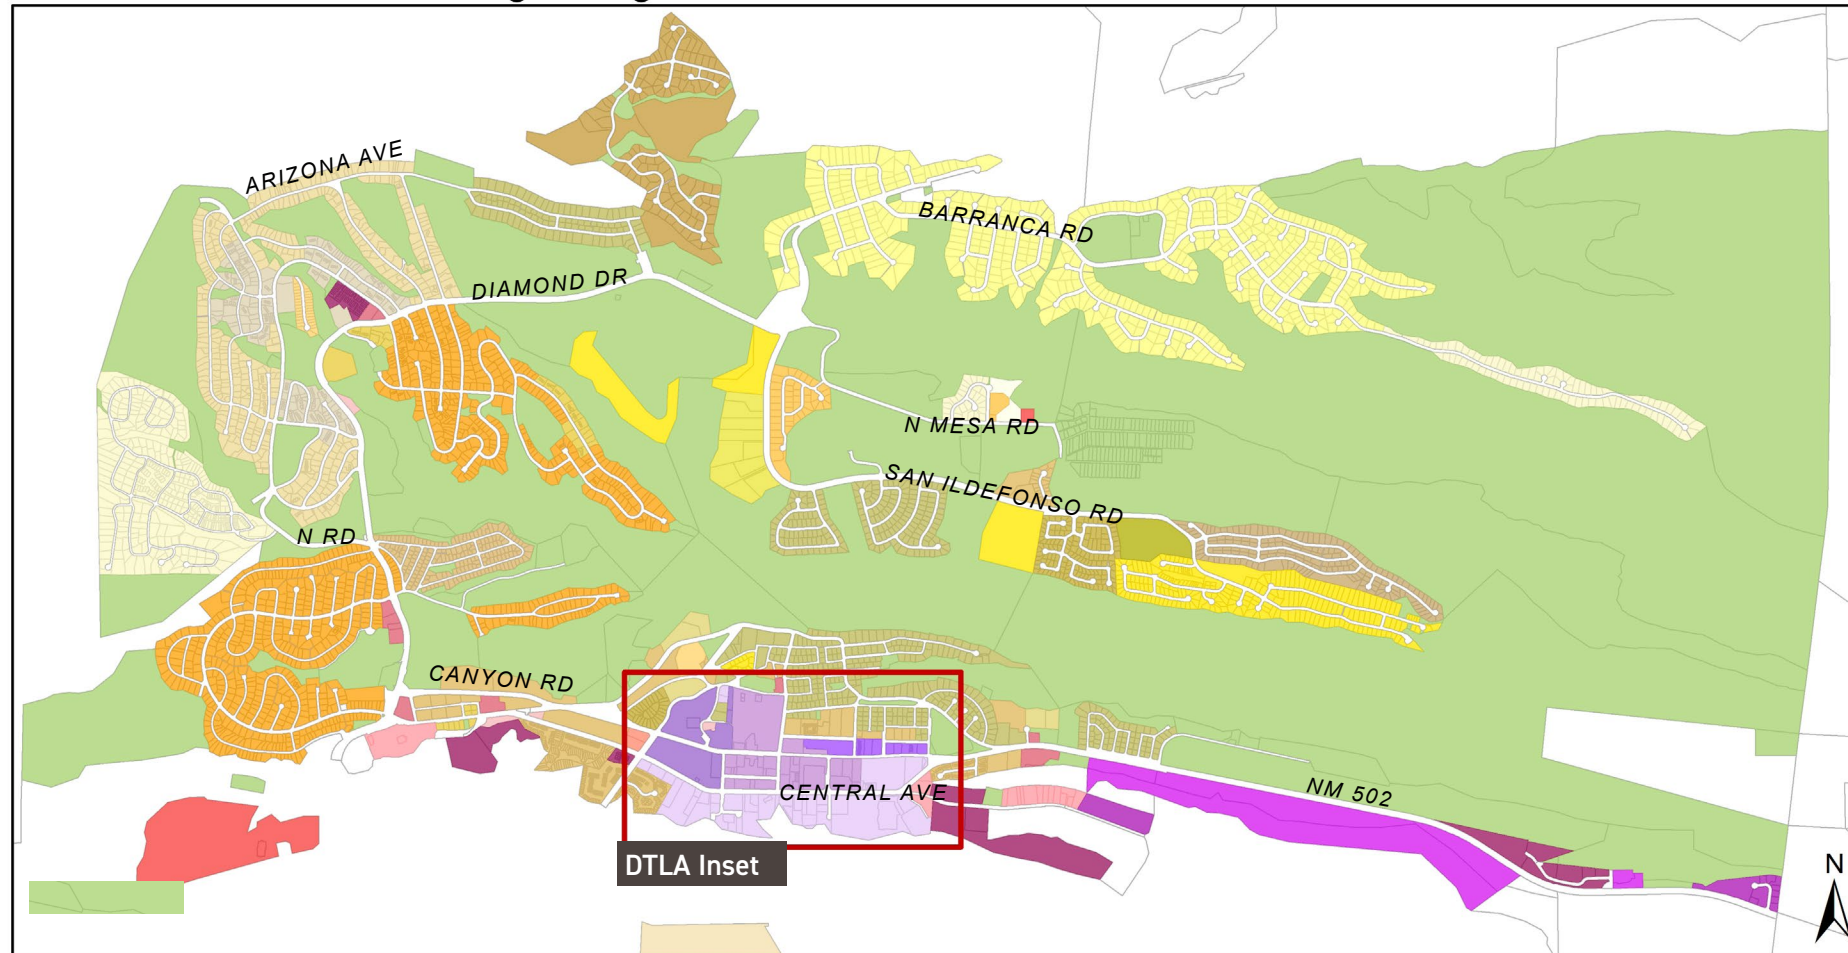 ARIZONA AVE
BARRANCA RD
DIAMOND DR
N MESA RD
SAN ILDEFONSO RD
N RD
CANYON RD
CENTRAL AVE
NM 502
DTLA Inset
N